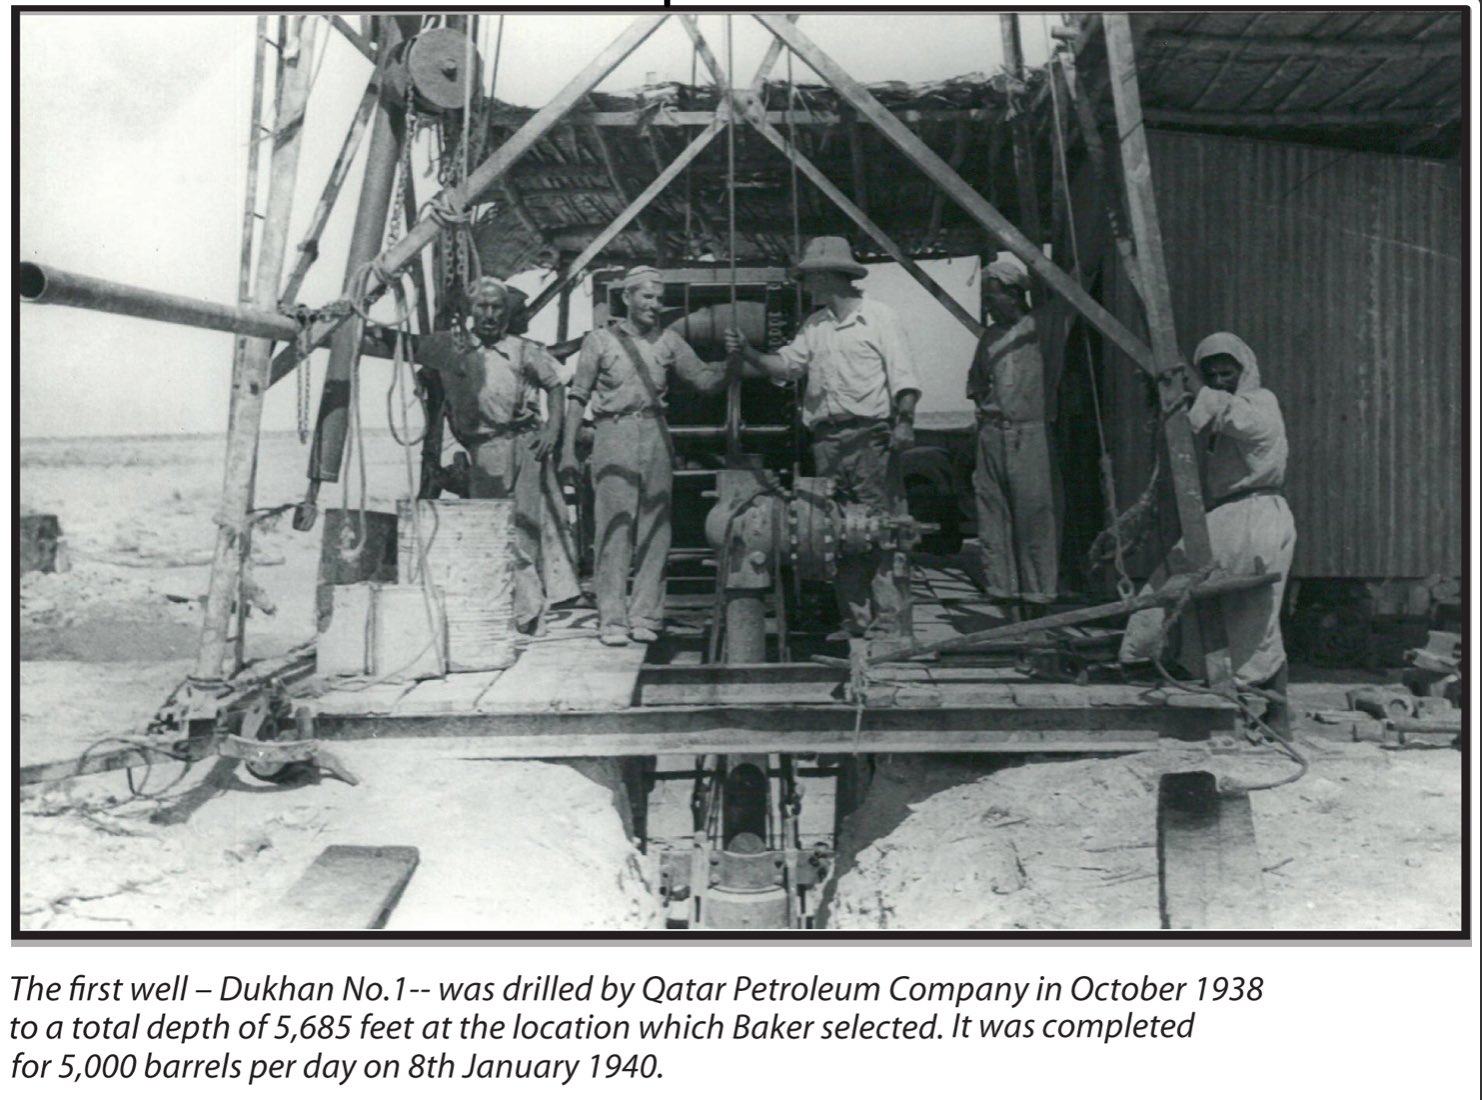 The first well – Dukhan No.1-- was drilled by Qatar Petroleum Company in October 1938
to a total depth of 5,685 feet at the location which Baker selected. It was completed
for 5,000 barrels per day on 8th January 1940.